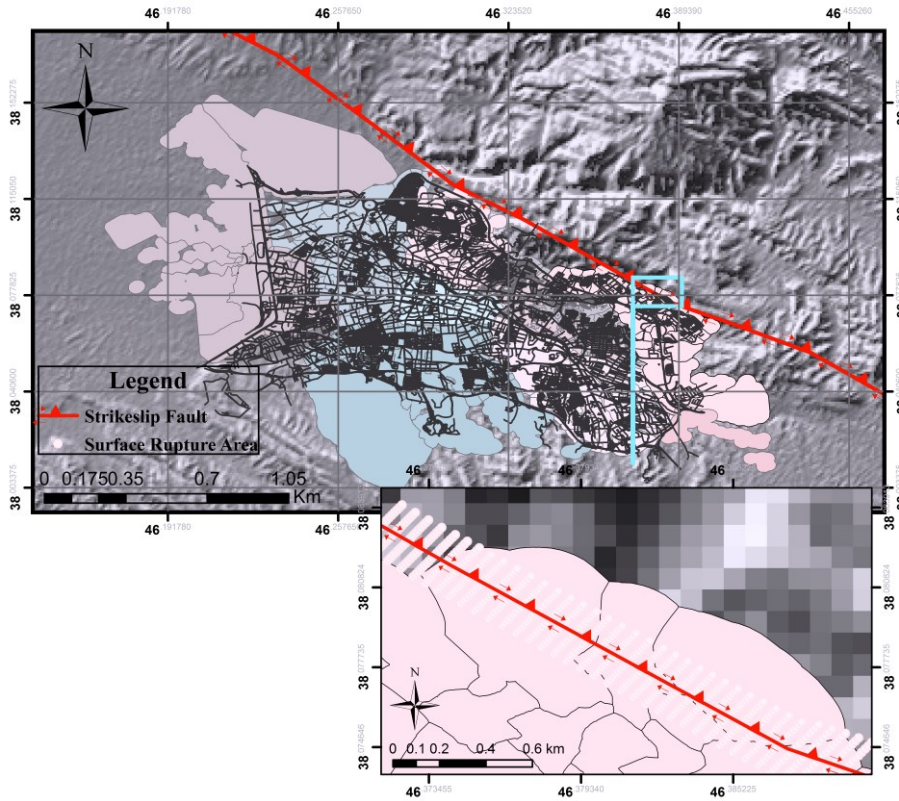 46 191780 46 257650 46 323520 46 389390 46 455260
N
38 152275
38 115050
38 077825
38 040600
38 003375
Legend
Strikeslip Fault
Surface Rupture Area
0 0.1750.35 0.7 1.05
Km
46 46
46 191780 46 257650
38 080824
38 077735
38 074646
N
0 0.1 0.2 0.4 0.6 km
46 373455 46 379340 46 385225